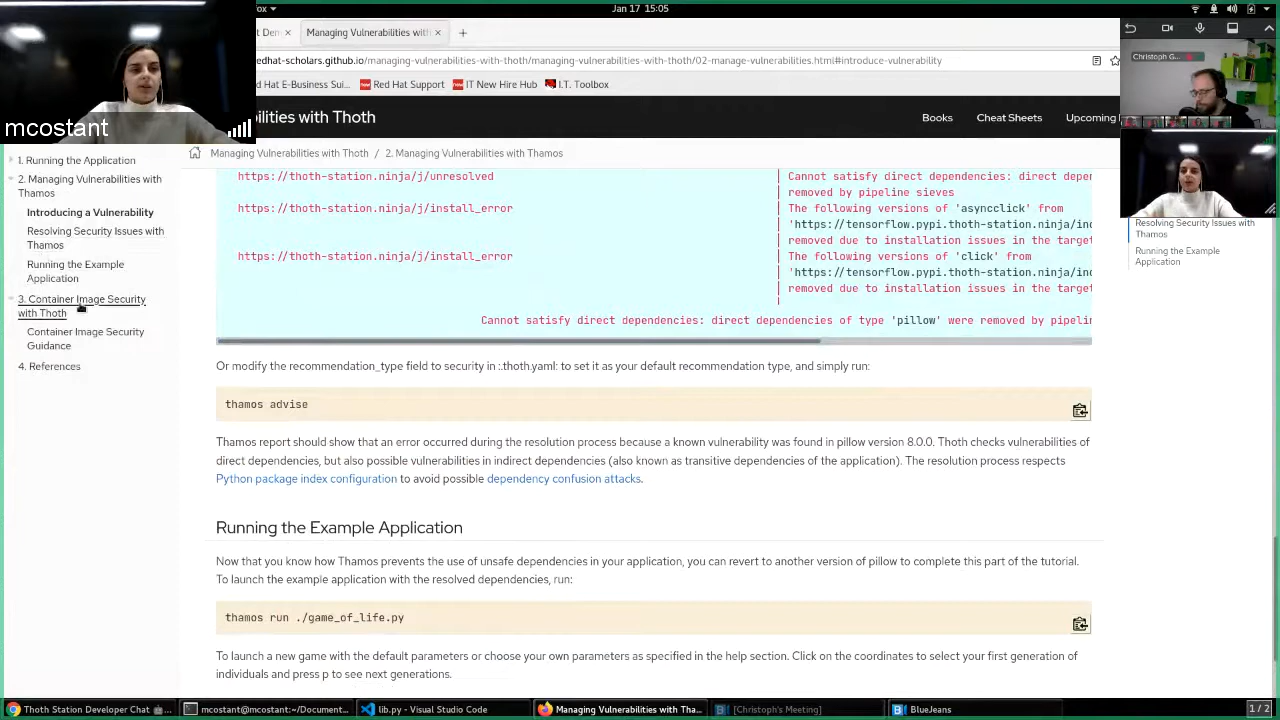 fox
Jan 17 15:05
t Den
Managing Vulnerabilities with
edhat-scholars.github.io/managing-vulnerabilities-with-thoth/managing-vulnerabilities-with-thoth/02-manage-vulnerabilities.html#introduce-vulnerability
ed Hat E-Business Sui...
Red Hat Support
IT New Hire Hub
I.T. Toolbox
Christoph G...
mcostant
bilities with Thoth
Books
Cheat Sheets
Upcoming
Managing Vulnerabilities with Thoth / 2. Managing Vulnerabilities with Thamos
1. Running the Application
2. Managing Vulnerabilities with
Thamos
Introducing a Vulnerability
Resolving Security Issues with
Thamos
Running the Example
Application
3. Container Image Security
with Thoth
Container Image Security
Guidance
4. References
https://thoth-station.ninja/j/unresolved | Cannot satisfy direct dependencies: direct depen
| removed by pipeline sieves
https://thoth-station.ninja/j/install_error | The following versions of 'asyncclick' from
| 'https://tensorflow.pypi.thoth-station.ninja/ind
| removed due to installation issues in the target
https://thoth-station.ninja/j/install_error | The following versions of 'click' from
| 'https://tensorflow.pypi.thoth-station.ninja/ind
| removed due to installation issues in the target
|
Cannot satisfy direct dependencies: direct dependencies of type 'pillow' were removed by pipelin
Or modify the recommendation_type field to security in :.thoth.yaml: to set it as your default recommendation type, and simply run:
thamos advise
Thamos report should show that an error occurred during the resolution process because a known vulnerability was found in pillow version 8.0.0. Thoth checks vulnerabilities of
direct dependencies, but also possible vulnerabilities in indirect dependencies (also known as transitive dependencies of the application). The resolution process respects
Python package index configuration to avoid possible dependency confusion attacks.
Running the Example Application
Now that you know how Thamos prevents the use of unsafe dependencies in your application, you can revert to another version of pillow to complete this part of the tutorial.
To launch the example application with the resolved dependencies, run:
thamos run ./game_of_life.py
To launch a new game with the default parameters or choose your own parameters as specified in the help section. Click on the coordinates to select your first generation of
individuals and press p to see next generations.
Resolving Security Issues with
Thamos
Running the Example
Application
Thoth Station Developer Chat
mcostant@mcostant:~/Document...
lib.py - Visual Studio Code
Managing Vulnerabilities with Tha...
[Christoph's Meeting]
BlueJeans
1 / 2